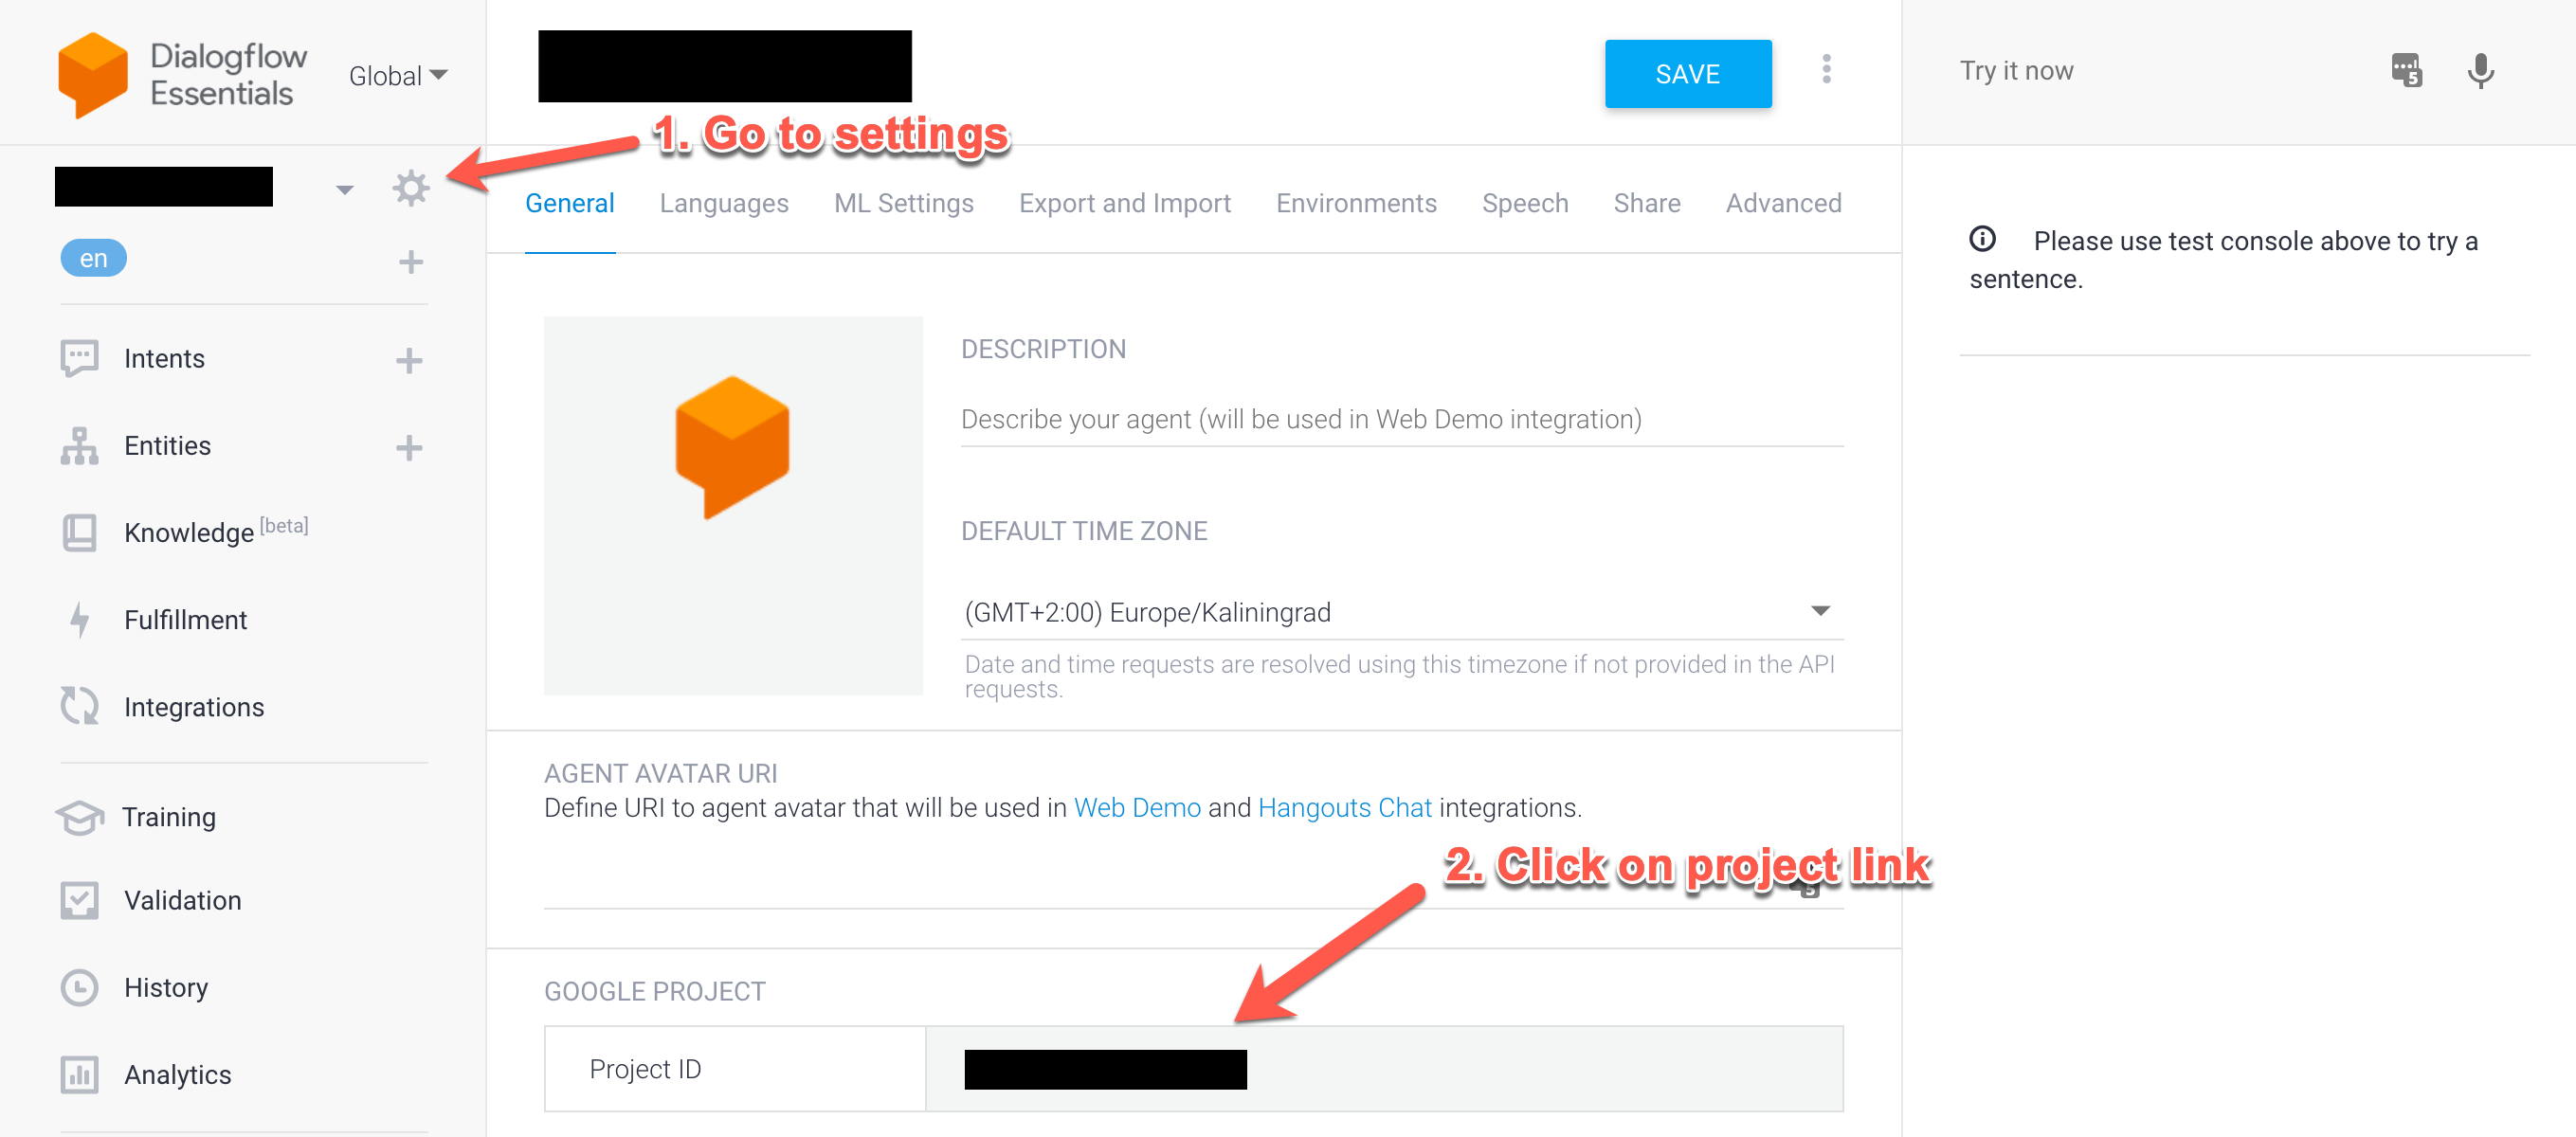 Dialogflow
Essentials
Global
SAVE
Try it now
5
1. Go to settings
General Languages ML Settings Export and Import Environments Speech Share Advanced
en
Please use test console above to try a
sentence.
Intents
Entities
Knowledge [beta]
Fulfillment
Integrations
Training
Validation
History
Analytics
DESCRIPTION
Describe your agent (will be used in Web Demo integration)
DEFAULT TIME ZONE
(GMT+2:00) Europe/Kaliningrad
Date and time requests are resolved using this timezone if not provided in the API
requests.
AGENT AVATAR URI
Define URI to agent avatar that will be used in Web Demo and Hangouts Chat integrations.
2. Click on project link
5
GOOGLE PROJECT
Project ID